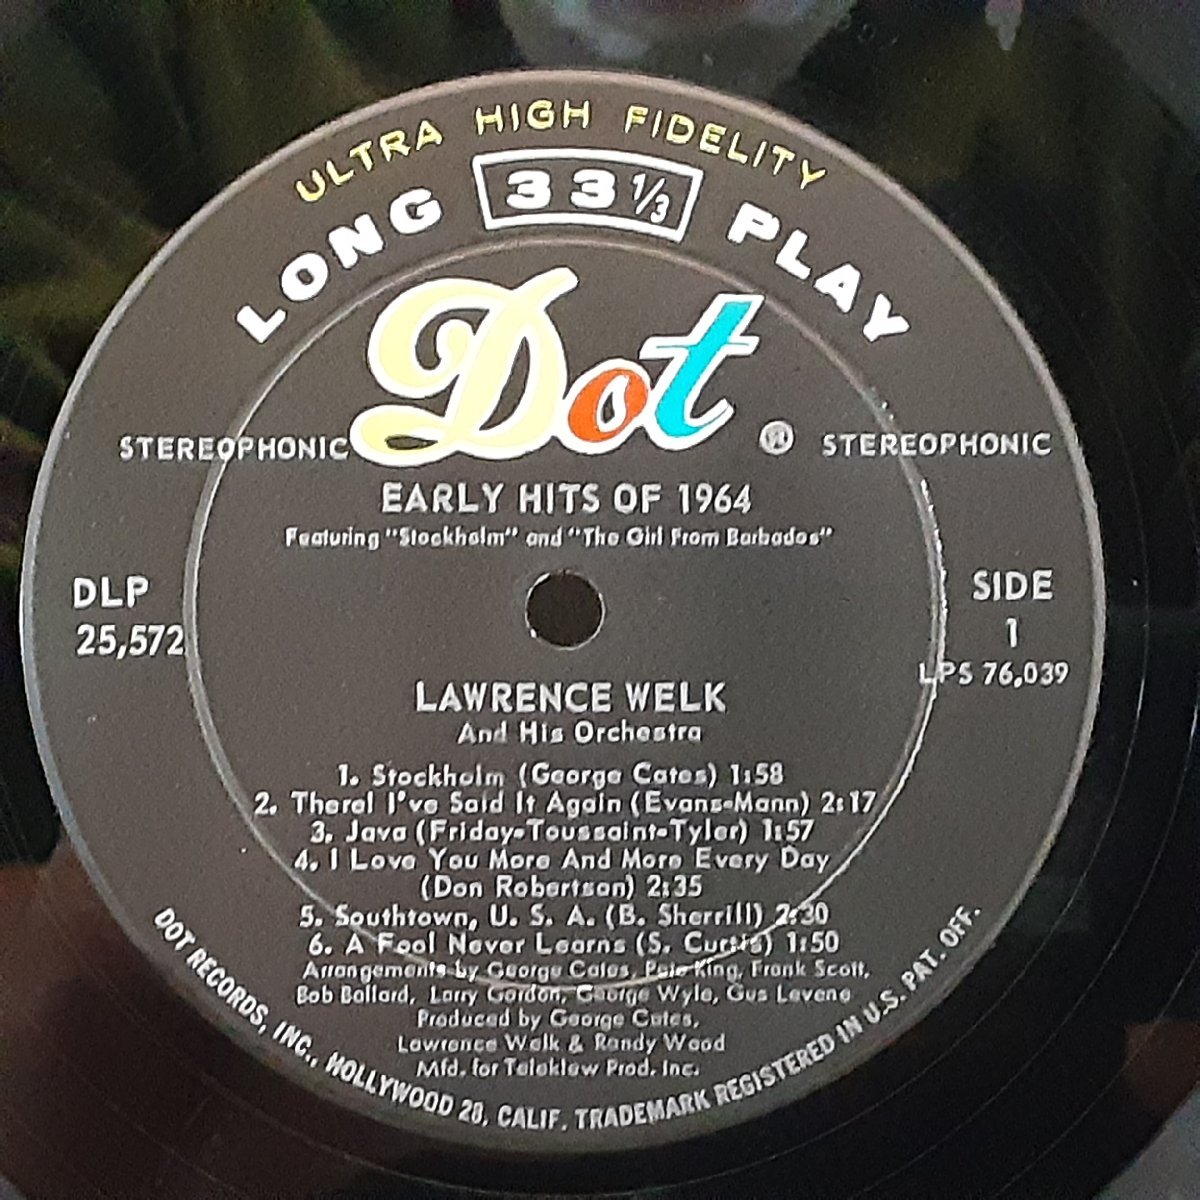 ULTRA HIGH FIDELITY
LONG 33 1/3 PLAY
Dot ®
STEREOPHONIC STEREOPHONIC
EARLY HITS OF 1964
Featuring "Stockholm" and "The Girl From Barbados"
DLP
25,572
SIDE
1
LPS 76,039
LAWRENCE WELK
And His Orchestra
1. Stockholm (George Cates) 1:58
2. There! I've Said It Again (Evans-Mann) 2:17
3. Java (Friday-Toussaint-Tyler) 1:57
4. I Love You More And More Every Day
(Don Robertson) 2:35
5. Southtown, U. S. A. (B. Sherrill) 2:30
6. A Fool Never Learns (S. Curtis) 1:50
Arrangements by George Cates, Pete King, Frank Scott,
Bob Ballard, Larry Gordon, George Wyle, Gus Levene
Produced by George Cates,
Lawrence Welk & Randy Wood
Mfd. for Teleklew Prod. Inc.
DOT RECORDS, INC., HOLLYWOOD 28, CALIF. TRADEMARK REGISTERED IN U.S. PAT. OFF.